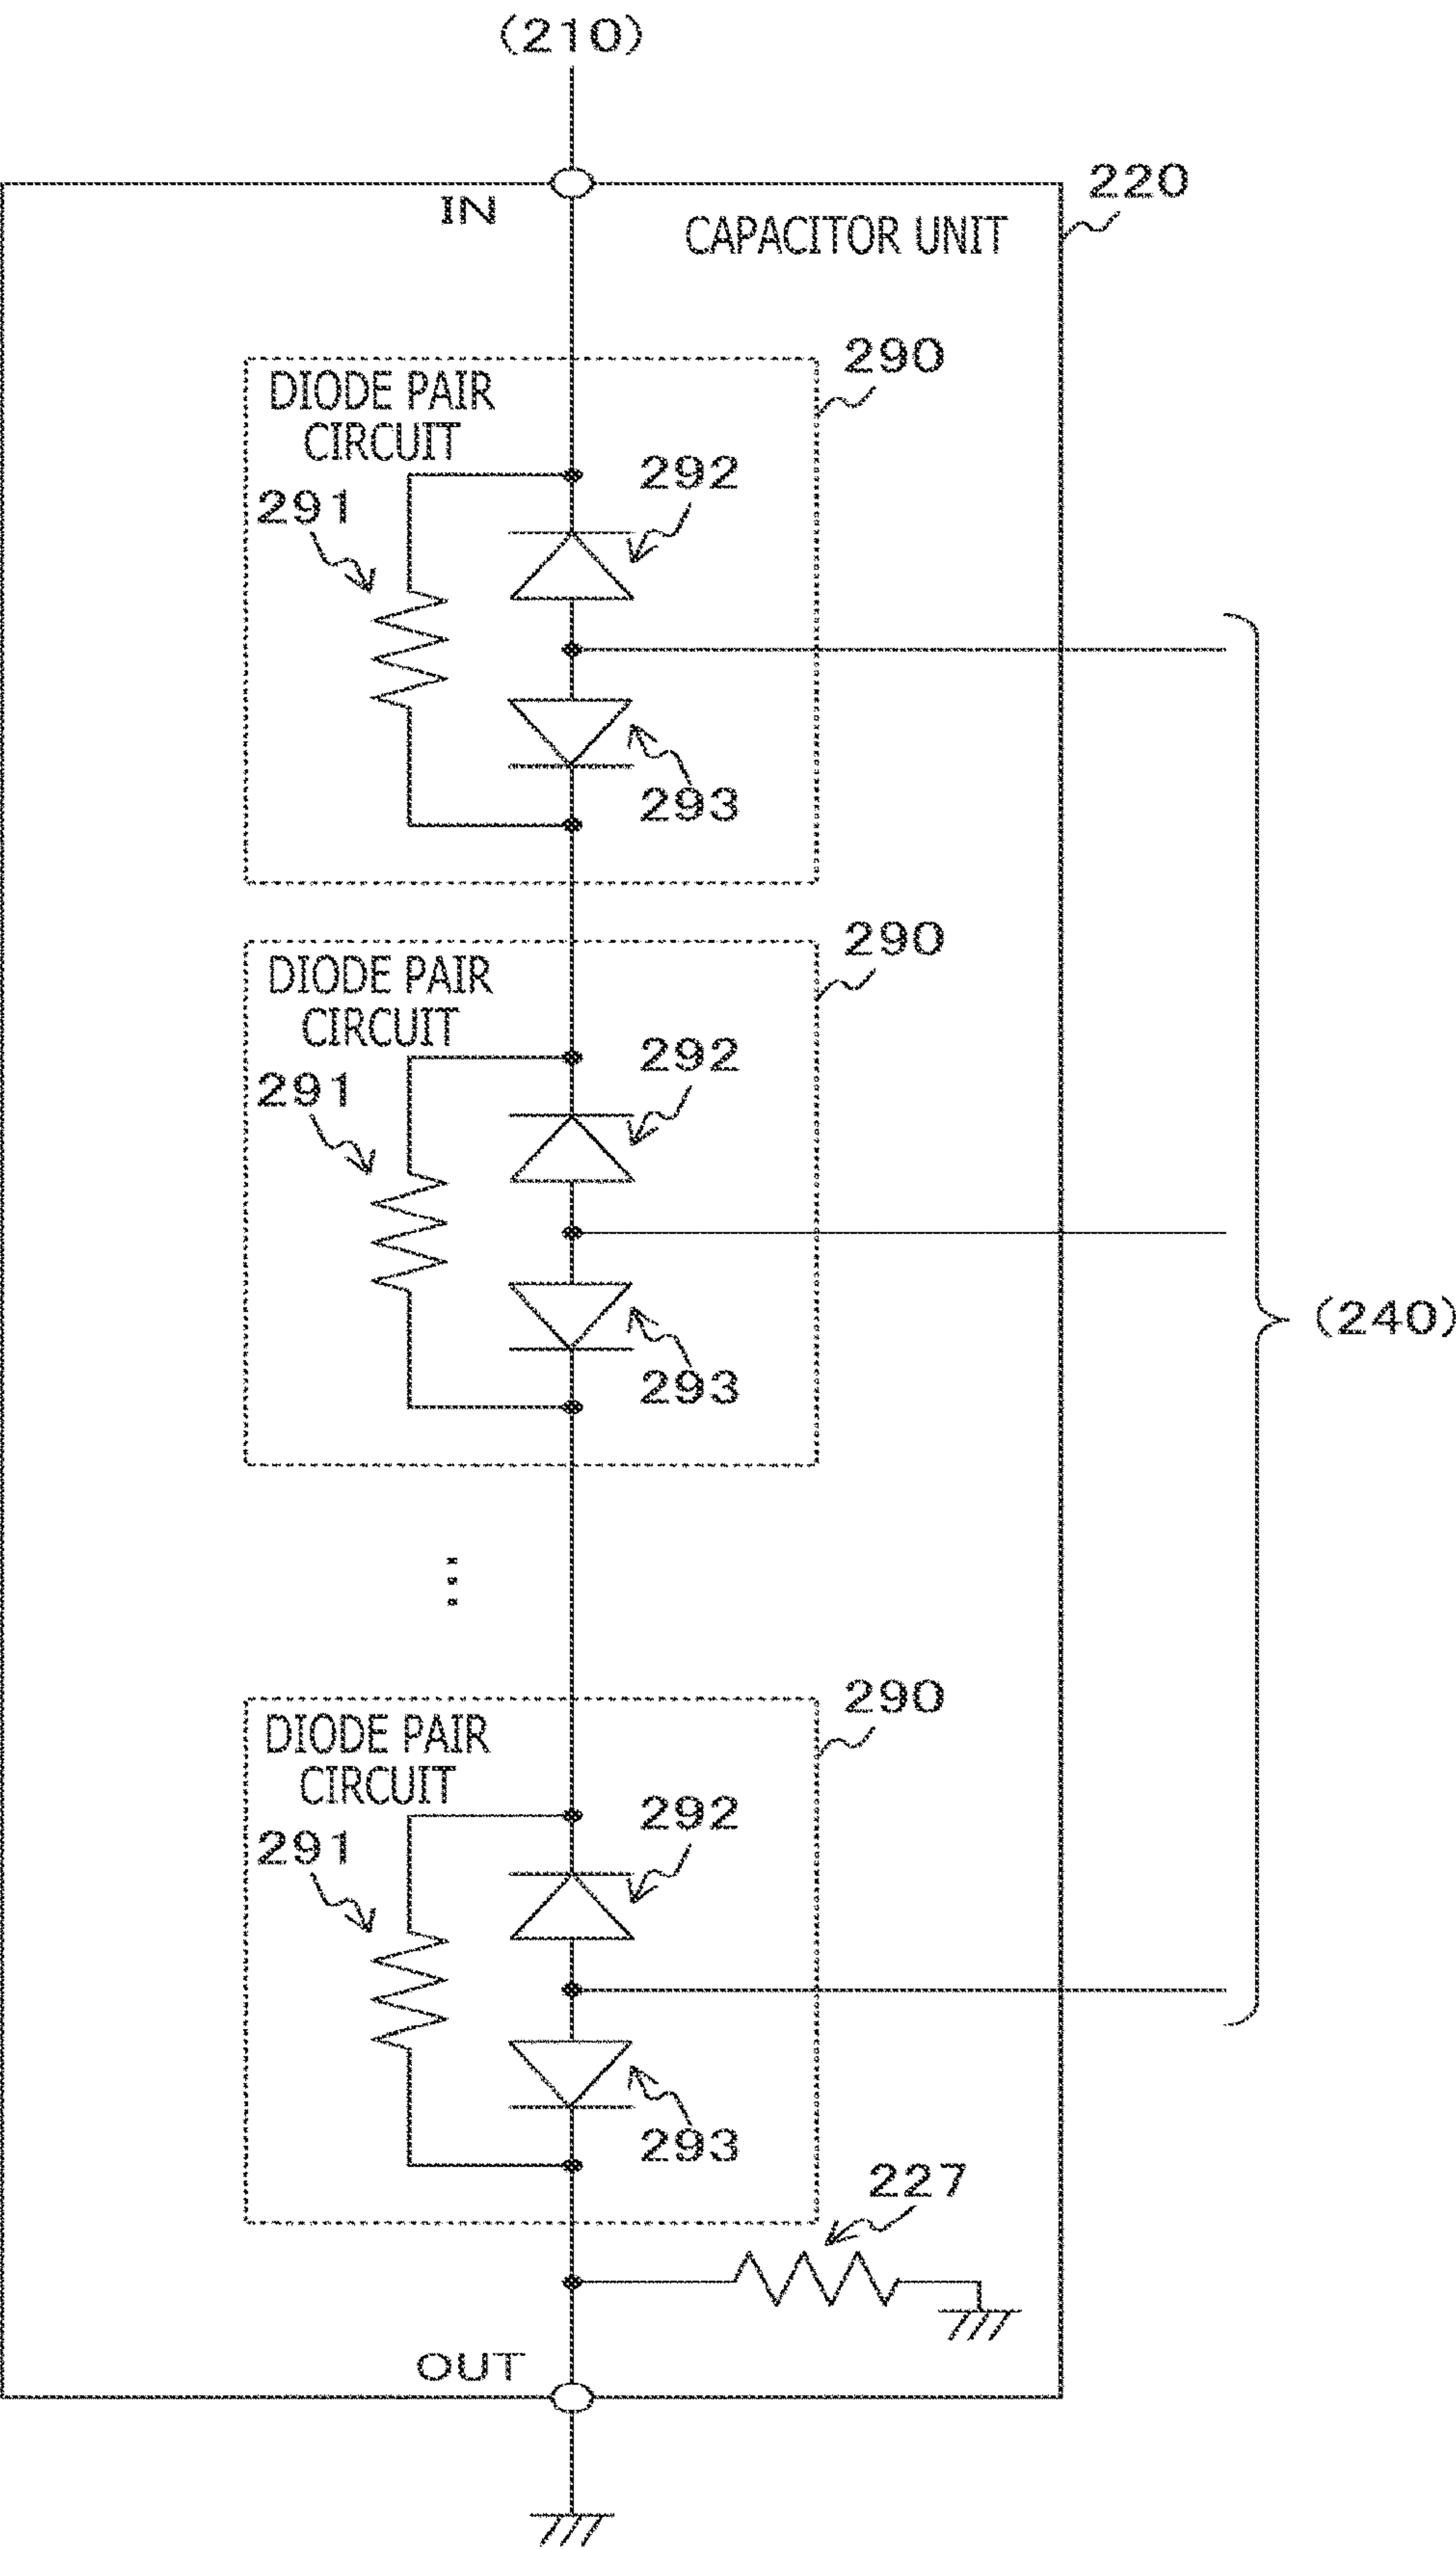 (210)
IN
220
CAPACITOR UNIT
290
DIODE PAIR
CIRCUIT
292
291
293
290
DIODE PAIR
CIRCUIT
292
291
(240)
293
...
290
DIODE PAIR
CIRCUIT
292
291
293
227
OUT